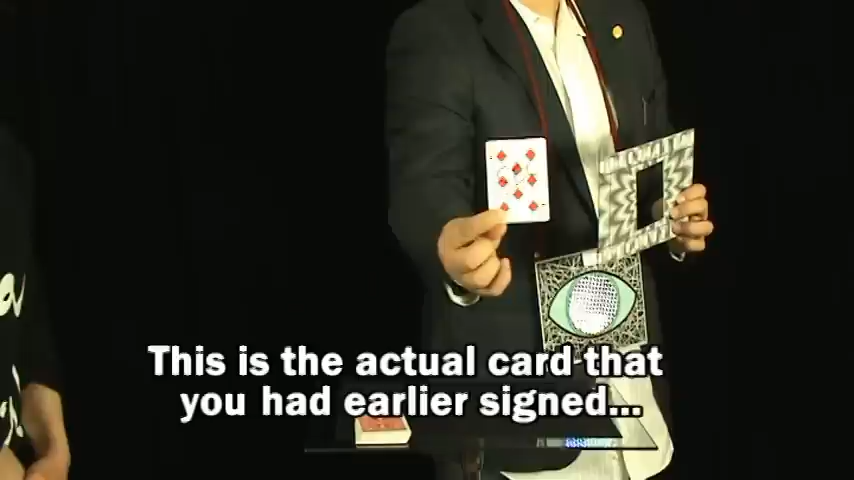 This is the actual card that
you had earlier signed...